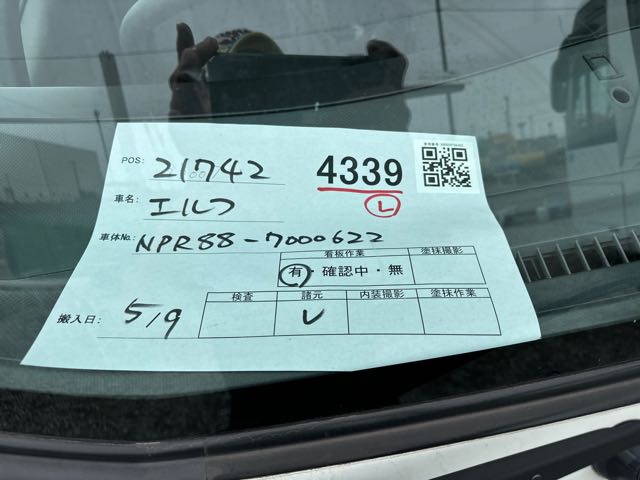 POS: 21742 4339
車名: エルフ Ⓛ
車体No. NPR88-7000622
看板作業 塗抹撮影
有・確認中・無
検査 諸元 内装撮影 塗抹作業
搬入日: 5/9 レ